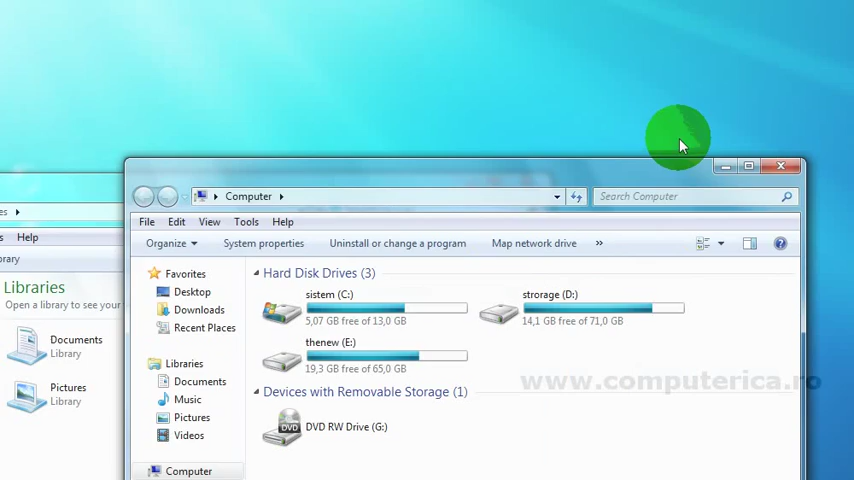 Computer
Search Computer
es
File Edit View Tools Help
s Help
Organize System properties Uninstall or change a program Map network drive »
brary
Favorites
Desktop
Downloads
Recent Places
Libraries
Documents
Music
Pictures
Videos
Computer
Hard Disk Drives (3)
sistem (C:)
5,07 GB free of 13,0 GB
strorage (D:)
14,1 GB free of 71,0 GB
thenew (E:)
19,3 GB free of 65,0 GB
www.computerica.ro
Devices with Removable Storage (1)
DVD
DVD RW Drive (G:)
Libraries
Open a library to see your
Documents
Library
Pictures
Library